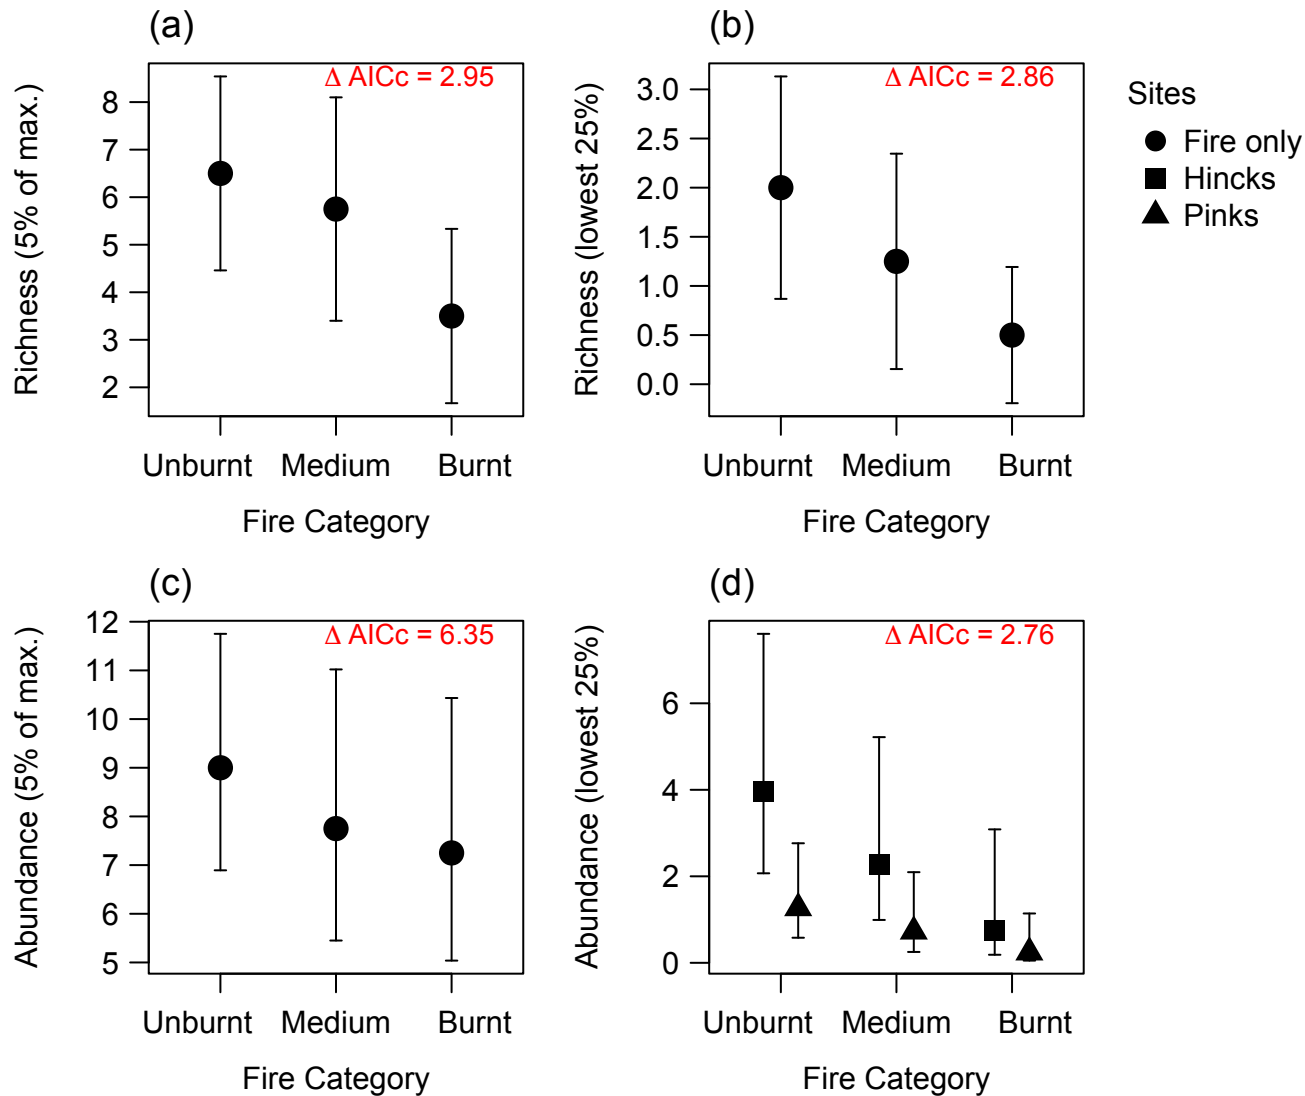 (a)
Δ AICc = 2.95
Richness (5% of max.)
8
7
6
5
4
3
2
Unburnt Medium Burnt
Fire Category
(b)
Δ AICc = 2.86
Richness (lowest 25%)
3.0
2.5
2.0
1.5
1.0
0.5
0.0
Unburnt Medium Burnt
Fire Category
Sites
Fire only
Hincks
Pinks
(c)
Δ AICc = 6.35
Abundance (5% of max.)
12
11
10
9
8
7
6
5
Unburnt Medium Burnt
Fire Category
(d)
Δ AICc = 2.76
Abundance (lowest 25%)
6
4
2
0
Unburnt Medium Burnt
Fire Category